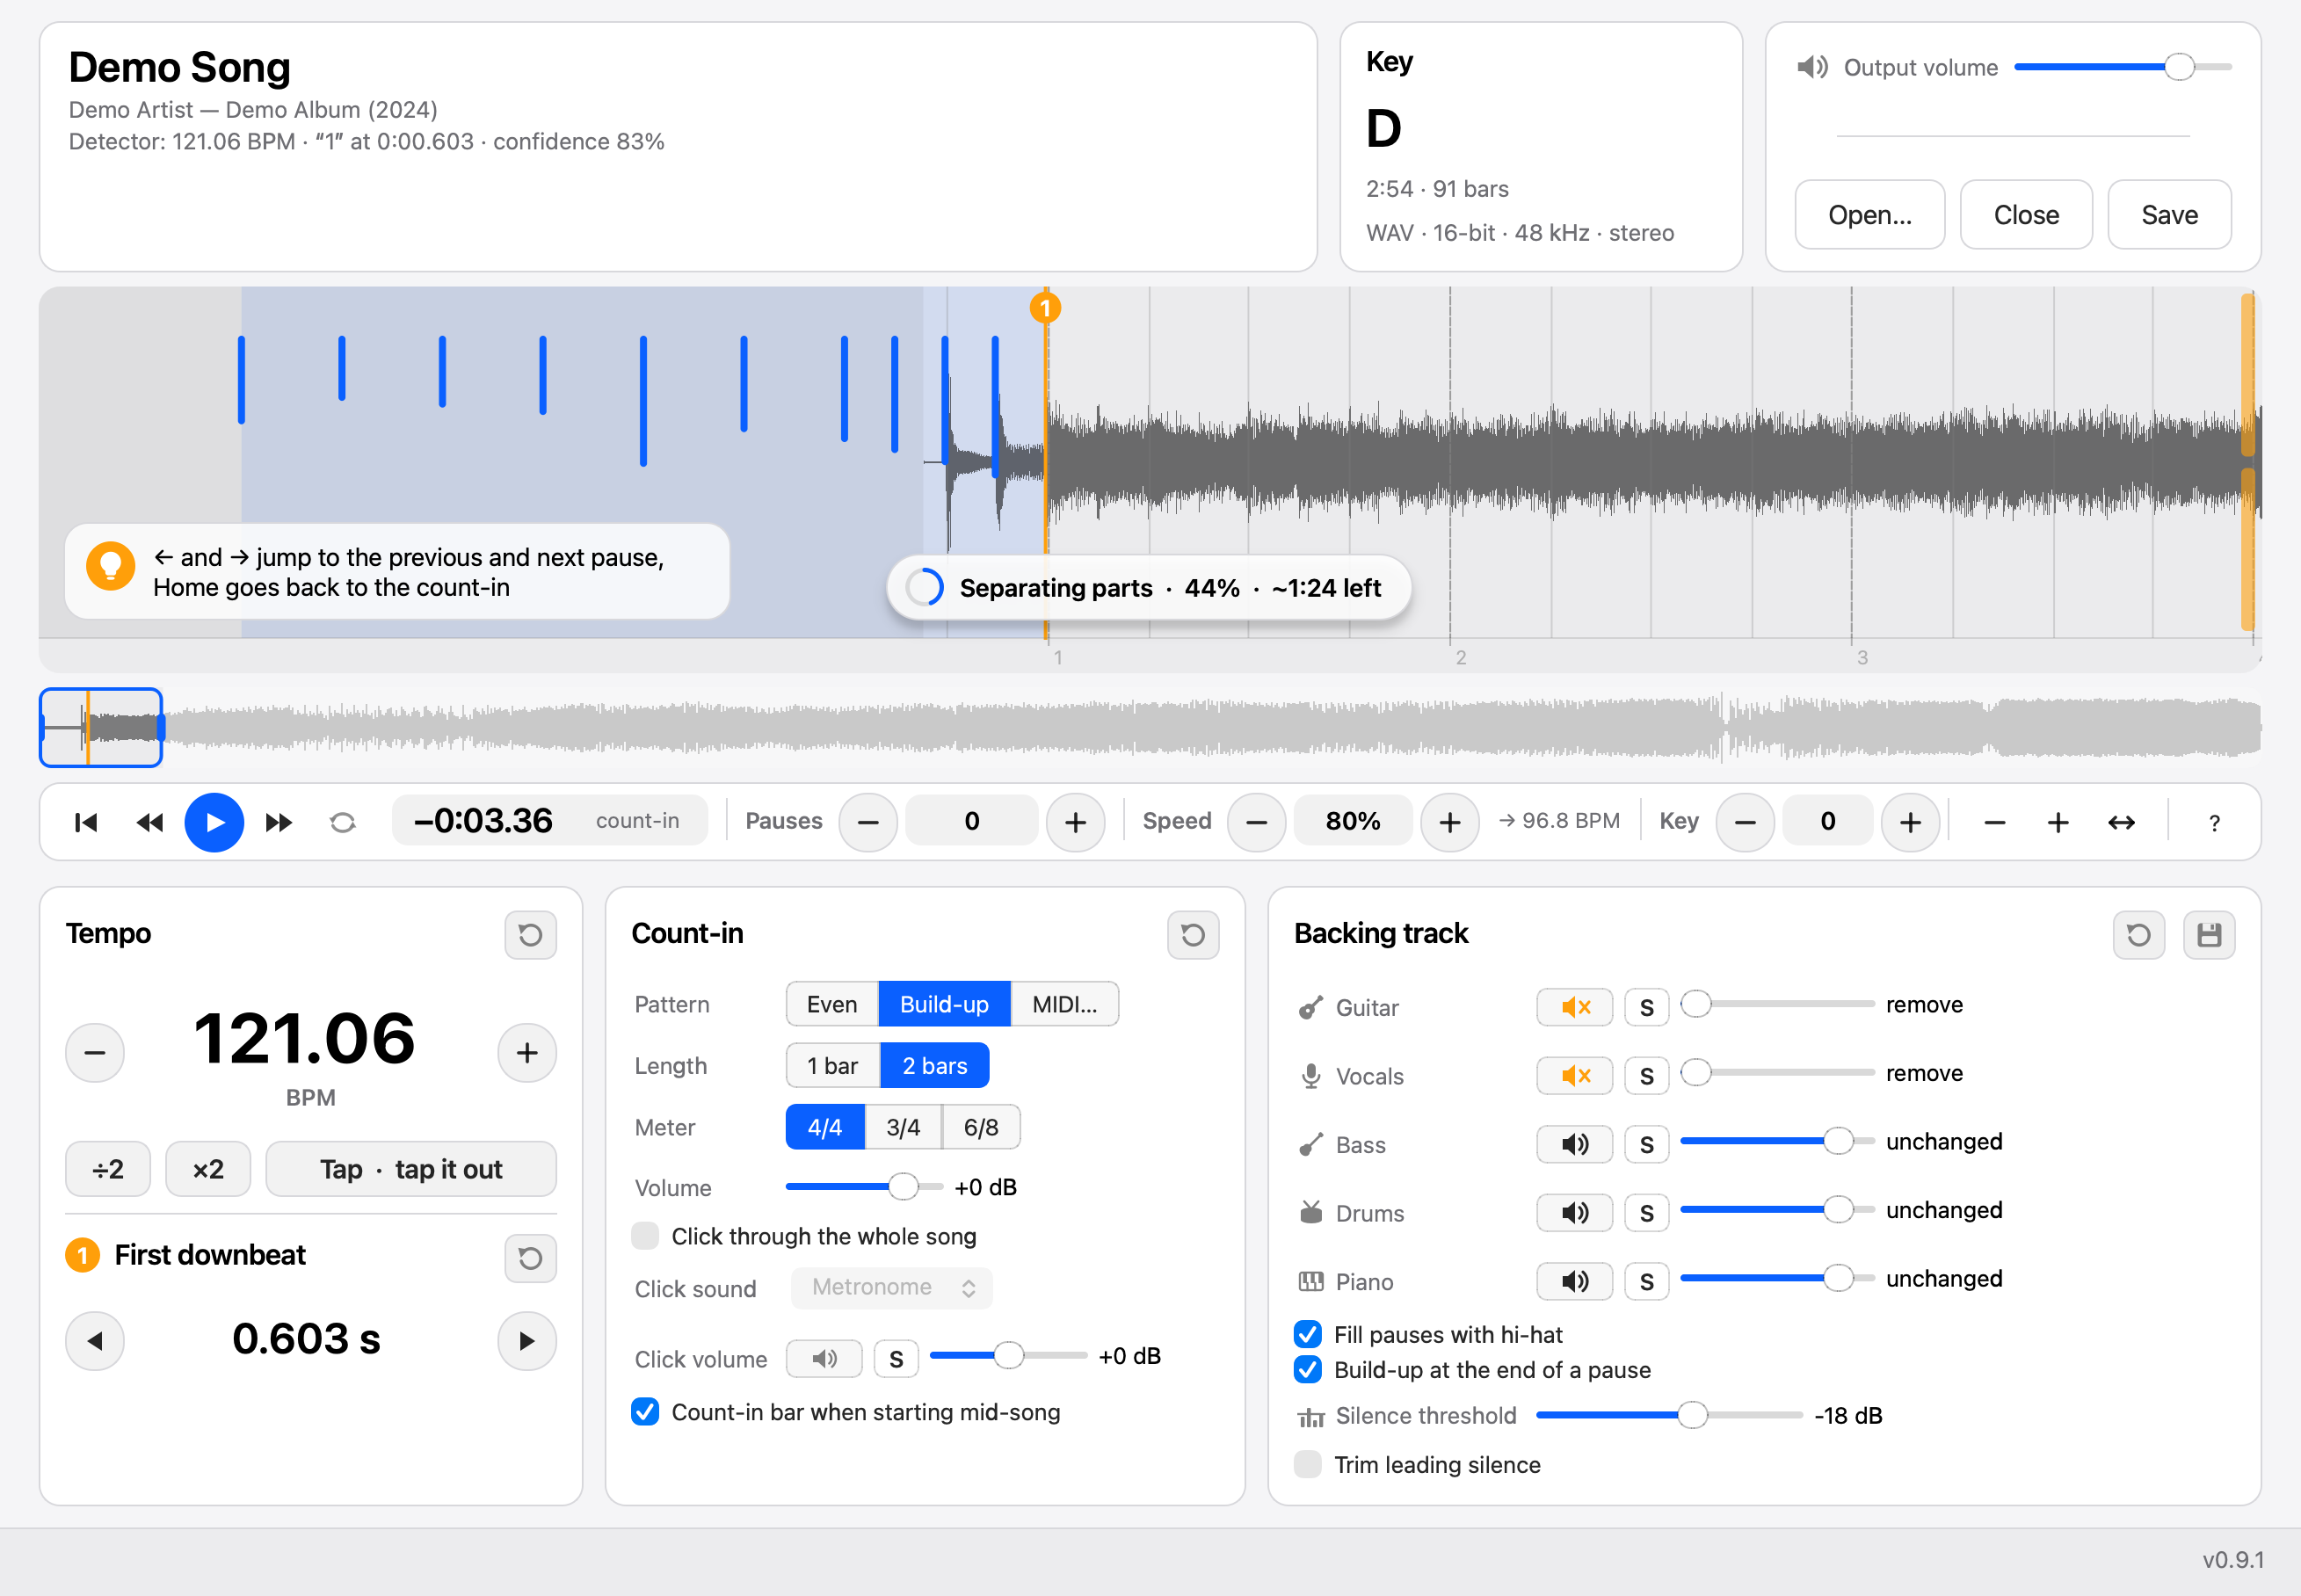 Demo Song
Demo Artist — Demo Album (2024)
Detector: 121.06 BPM · “1” at 0:00.603 · confidence 83%
Key
D
2:54 · 91 bars
WAV · 16-bit · 48 kHz · stereo
Output volume
Open...
Close
Save
1
← and → jump to the previous and next pause,
Home goes back to the count-in
Separating parts · 44% · ~1:24 left
1
2
3
−0:03.36
count-in
Pauses
−
0
+
Speed
−
80%
+
→ 96.8 BPM
Key
−
0
+
−
+
↔
?
Tempo
−
121.06
+
BPM
÷2
×2
Tap · tap it out
1
First downbeat
0.603 s
Count-in
Pattern
Even
Build-up
MIDI...
Length
1 bar
2 bars
Meter
4/4
3/4
6/8
Volume
+0 dB
Click through the whole song
Click sound
Metronome
Click volume
S
+0 dB
Count-in bar when starting mid-song
Backing track
Guitar
S
remove
Vocals
S
remove
Bass
S
unchanged
Drums
S
unchanged
Piano
S
unchanged
Fill pauses with hi-hat
Build-up at the end of a pause
Silence threshold
-18 dB
Trim leading silence
v0.9.1